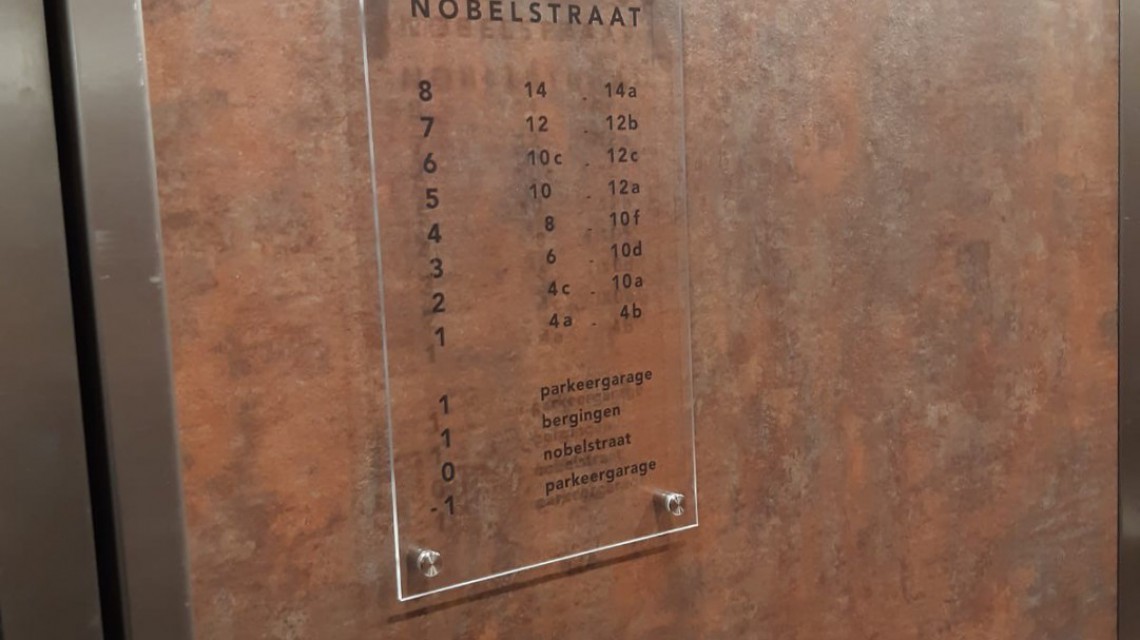 NOBELSTRAAT
8 14 - 14a
7 12 - 12b
6 10c - 12c
5 10 - 12a
4 8 - 10f
3 6 - 10d
2 4c - 10a
1 4a - 4b
1 parkeergarage
1 bergingen
0 nobelstraat
-1 parkeergarage